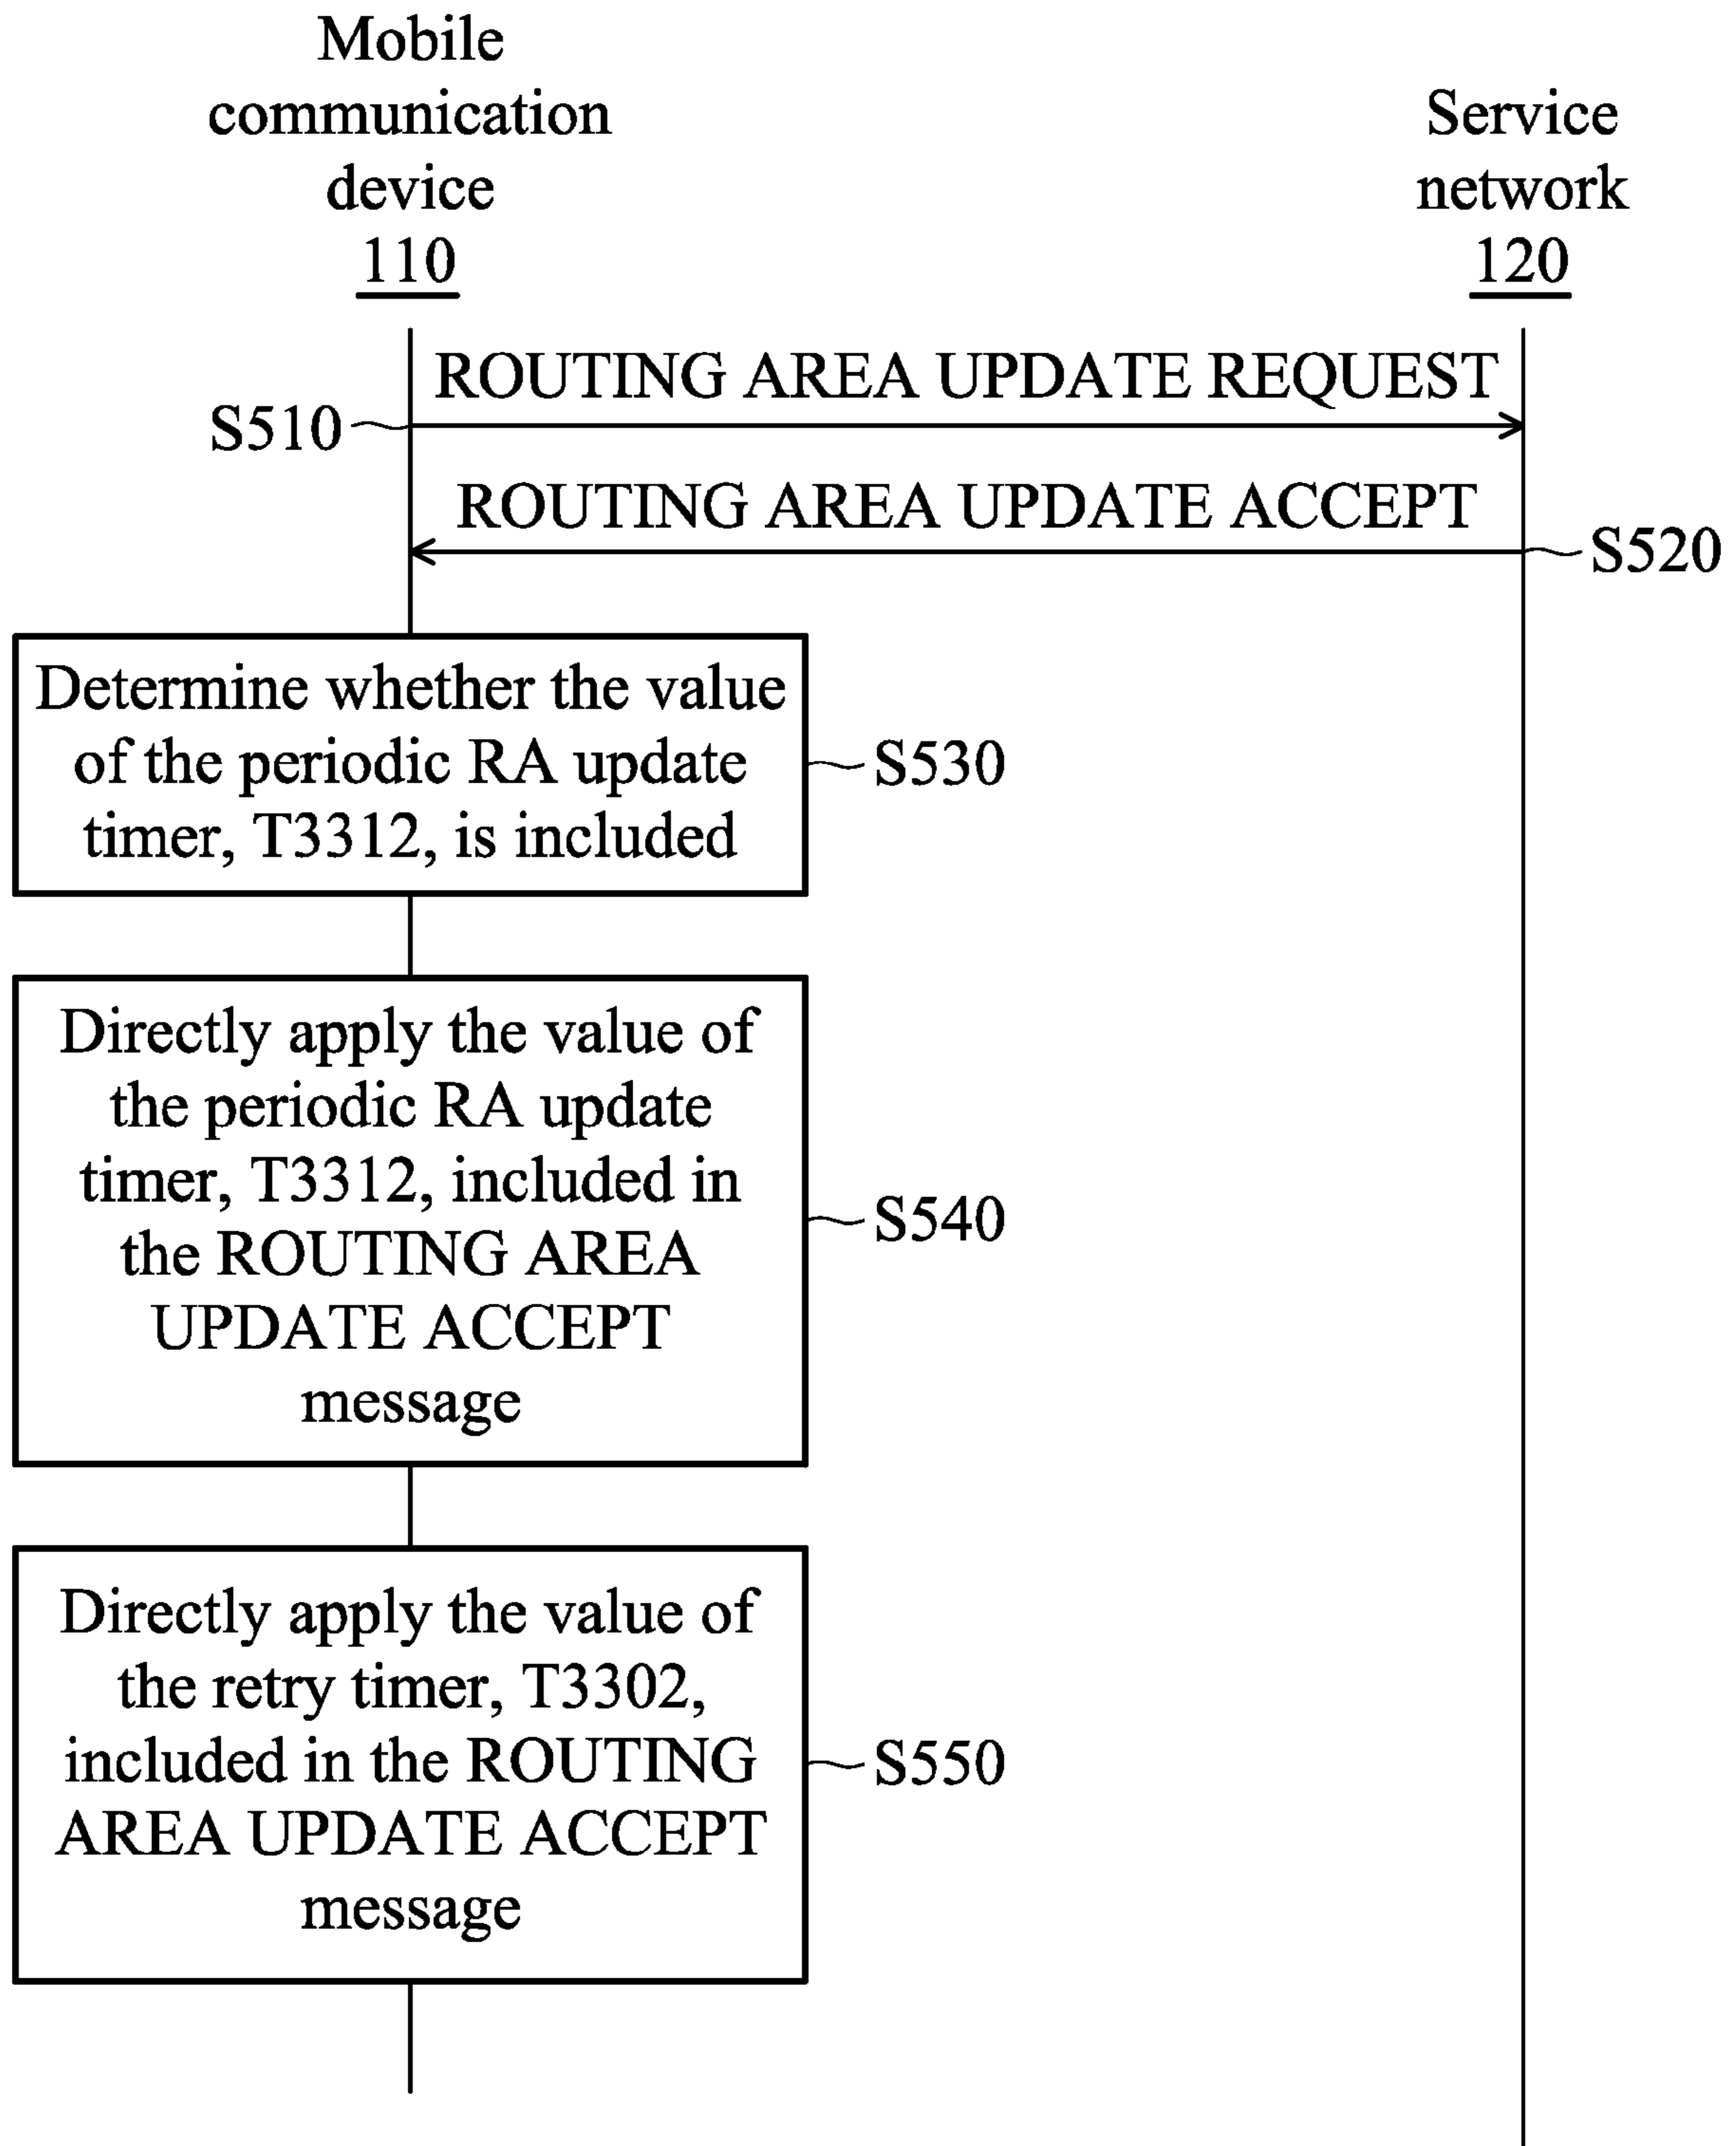 Mobile
communication
device
110
Service
network
120
ROUTING AREA UPDATE REQUEST
S510
ROUTING AREA UPDATE ACCEPT
S520
Determine whether the value
of the periodic RA update
timer, T3312, is included
S530
Directly apply the value of
the periodic RA update
timer, T3312, included in
the ROUTING AREA
UPDATE ACCEPT
message
S540
Directly apply the value of
the retry timer, T3302,
included in the ROUTING
AREA UPDATE ACCEPT
message
S550